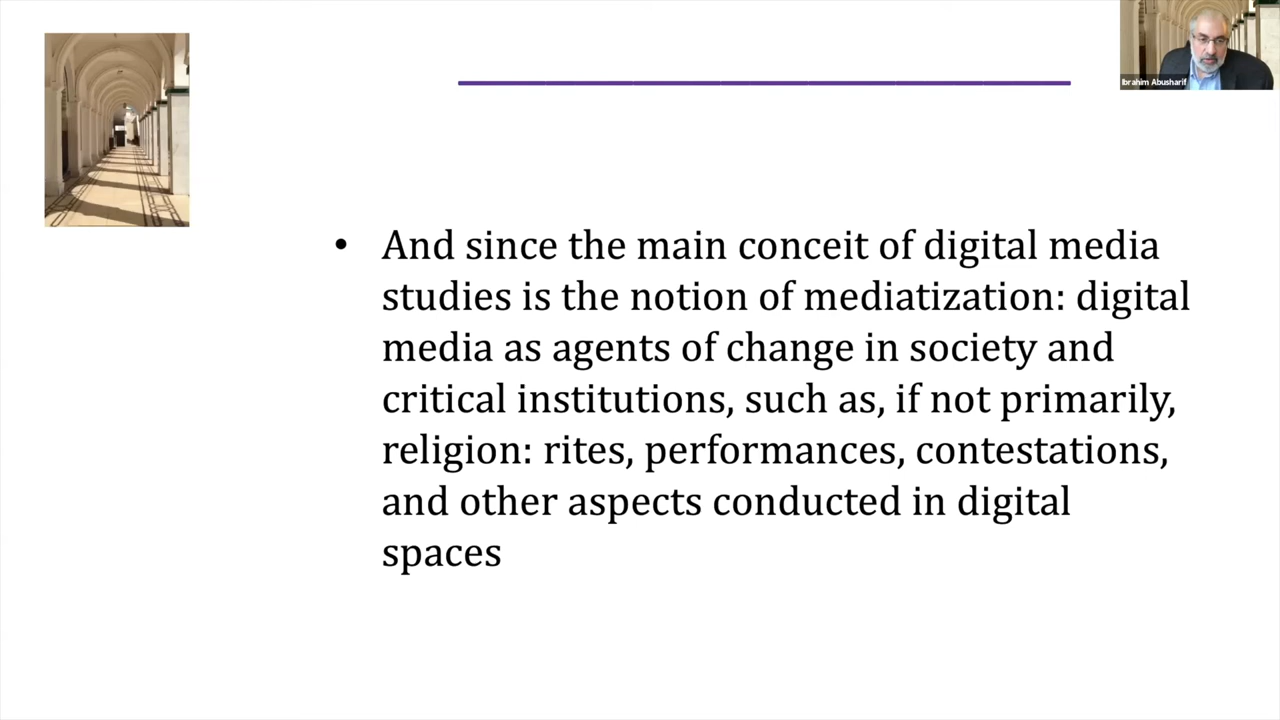 Ibrahim Abusharif
• And since the main conceit of digital media
studies is the notion of mediatization: digital
media as agents of change in society and
critical institutions, such as, if not primarily,
religion: rites, performances, contestations,
and other aspects conducted in digital
spaces